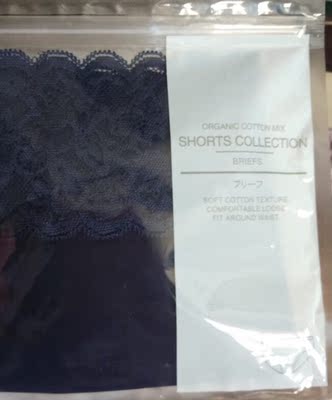 ORGANIC COTTON MIX
SHORTS COLLECTION
BRIEFS
ブリーフ
SOFT COTTON TEXTURE
COMFORTABLE LOOSE
FIT AROUND WAIST